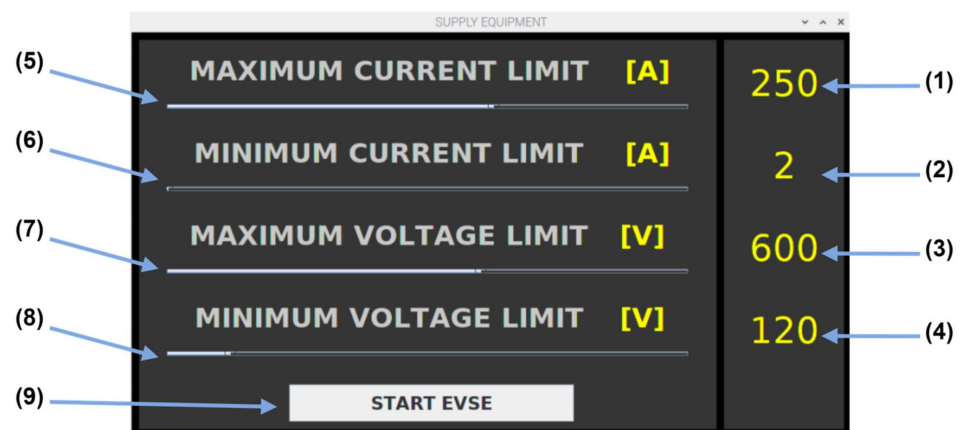 SUPPLY EQUIPMENT
(5) MAXIMUM CURRENT LIMIT [A] 250 (1)
(6) MINIMUM CURRENT LIMIT [A] 2 (2)
(7) MAXIMUM VOLTAGE LIMIT [V] 600 (3)
(8) MINIMUM VOLTAGE LIMIT [V] 120 (4)
(9) START EVSE